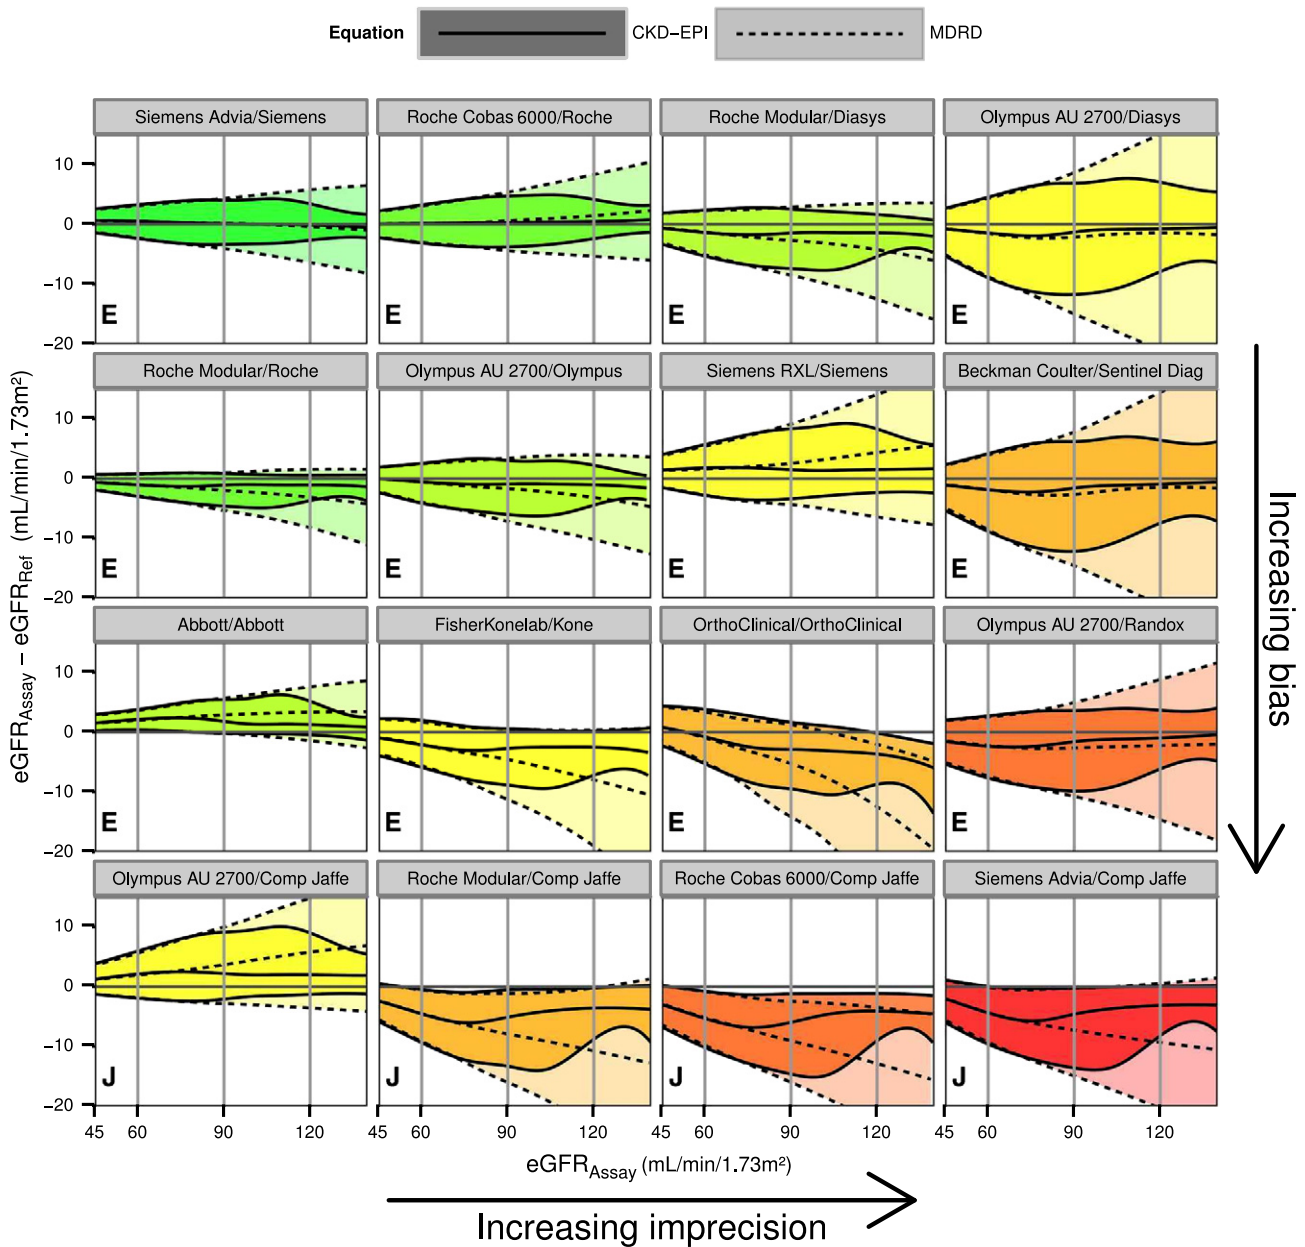 Equation CKD−EPI MDRD
Siemens Advia/Siemens Roche Cobas 6000/Roche Roche Modular/Diasys Olympus AU 2700/Diasys
10
0
−10
−20
E E E E
Roche Modular/Roche Olympus AU 2700/Olympus Siemens RXL/Siemens Beckman Coulter/Sentinel Diag
10
0
−10
−20
E E E E
Abbott/Abbott FisherKonelab/Kone OrthoClinical/OrthoClinical Olympus AU 2700/Randox
10
0
−10
−20
E E E E
Olympus AU 2700/Comp Jaffe Roche Modular/Comp Jaffe Roche Cobas 6000/Comp Jaffe Siemens Advia/Comp Jaffe
10
0
−10
−20
J J J J
45 60 90 120 45 60 90 120 45 60 90 120 45 60 90 120
eGFRAssay − eGFRRef (mL/min/1.73m²)
eGFRAssay (mL/min/1.73m²)
Increasing imprecision
Increasing bias